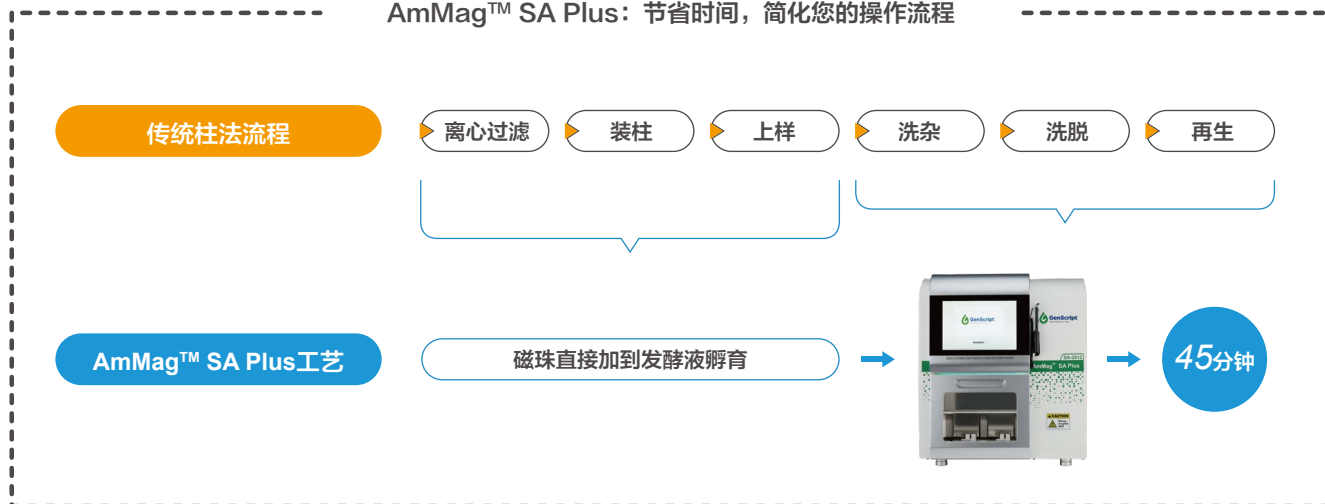 AmMag™ SA Plus：节省时间，简化您的操作流程
传统柱法流程
离心过滤
装柱
上样
洗杂
洗脱
再生
AmMag™ SA Plus工艺
磁珠直接加到发酵液孵育
GenScript
GenScript
SA-2012
AmMag™ SA Plus
CAUTION
45分钟